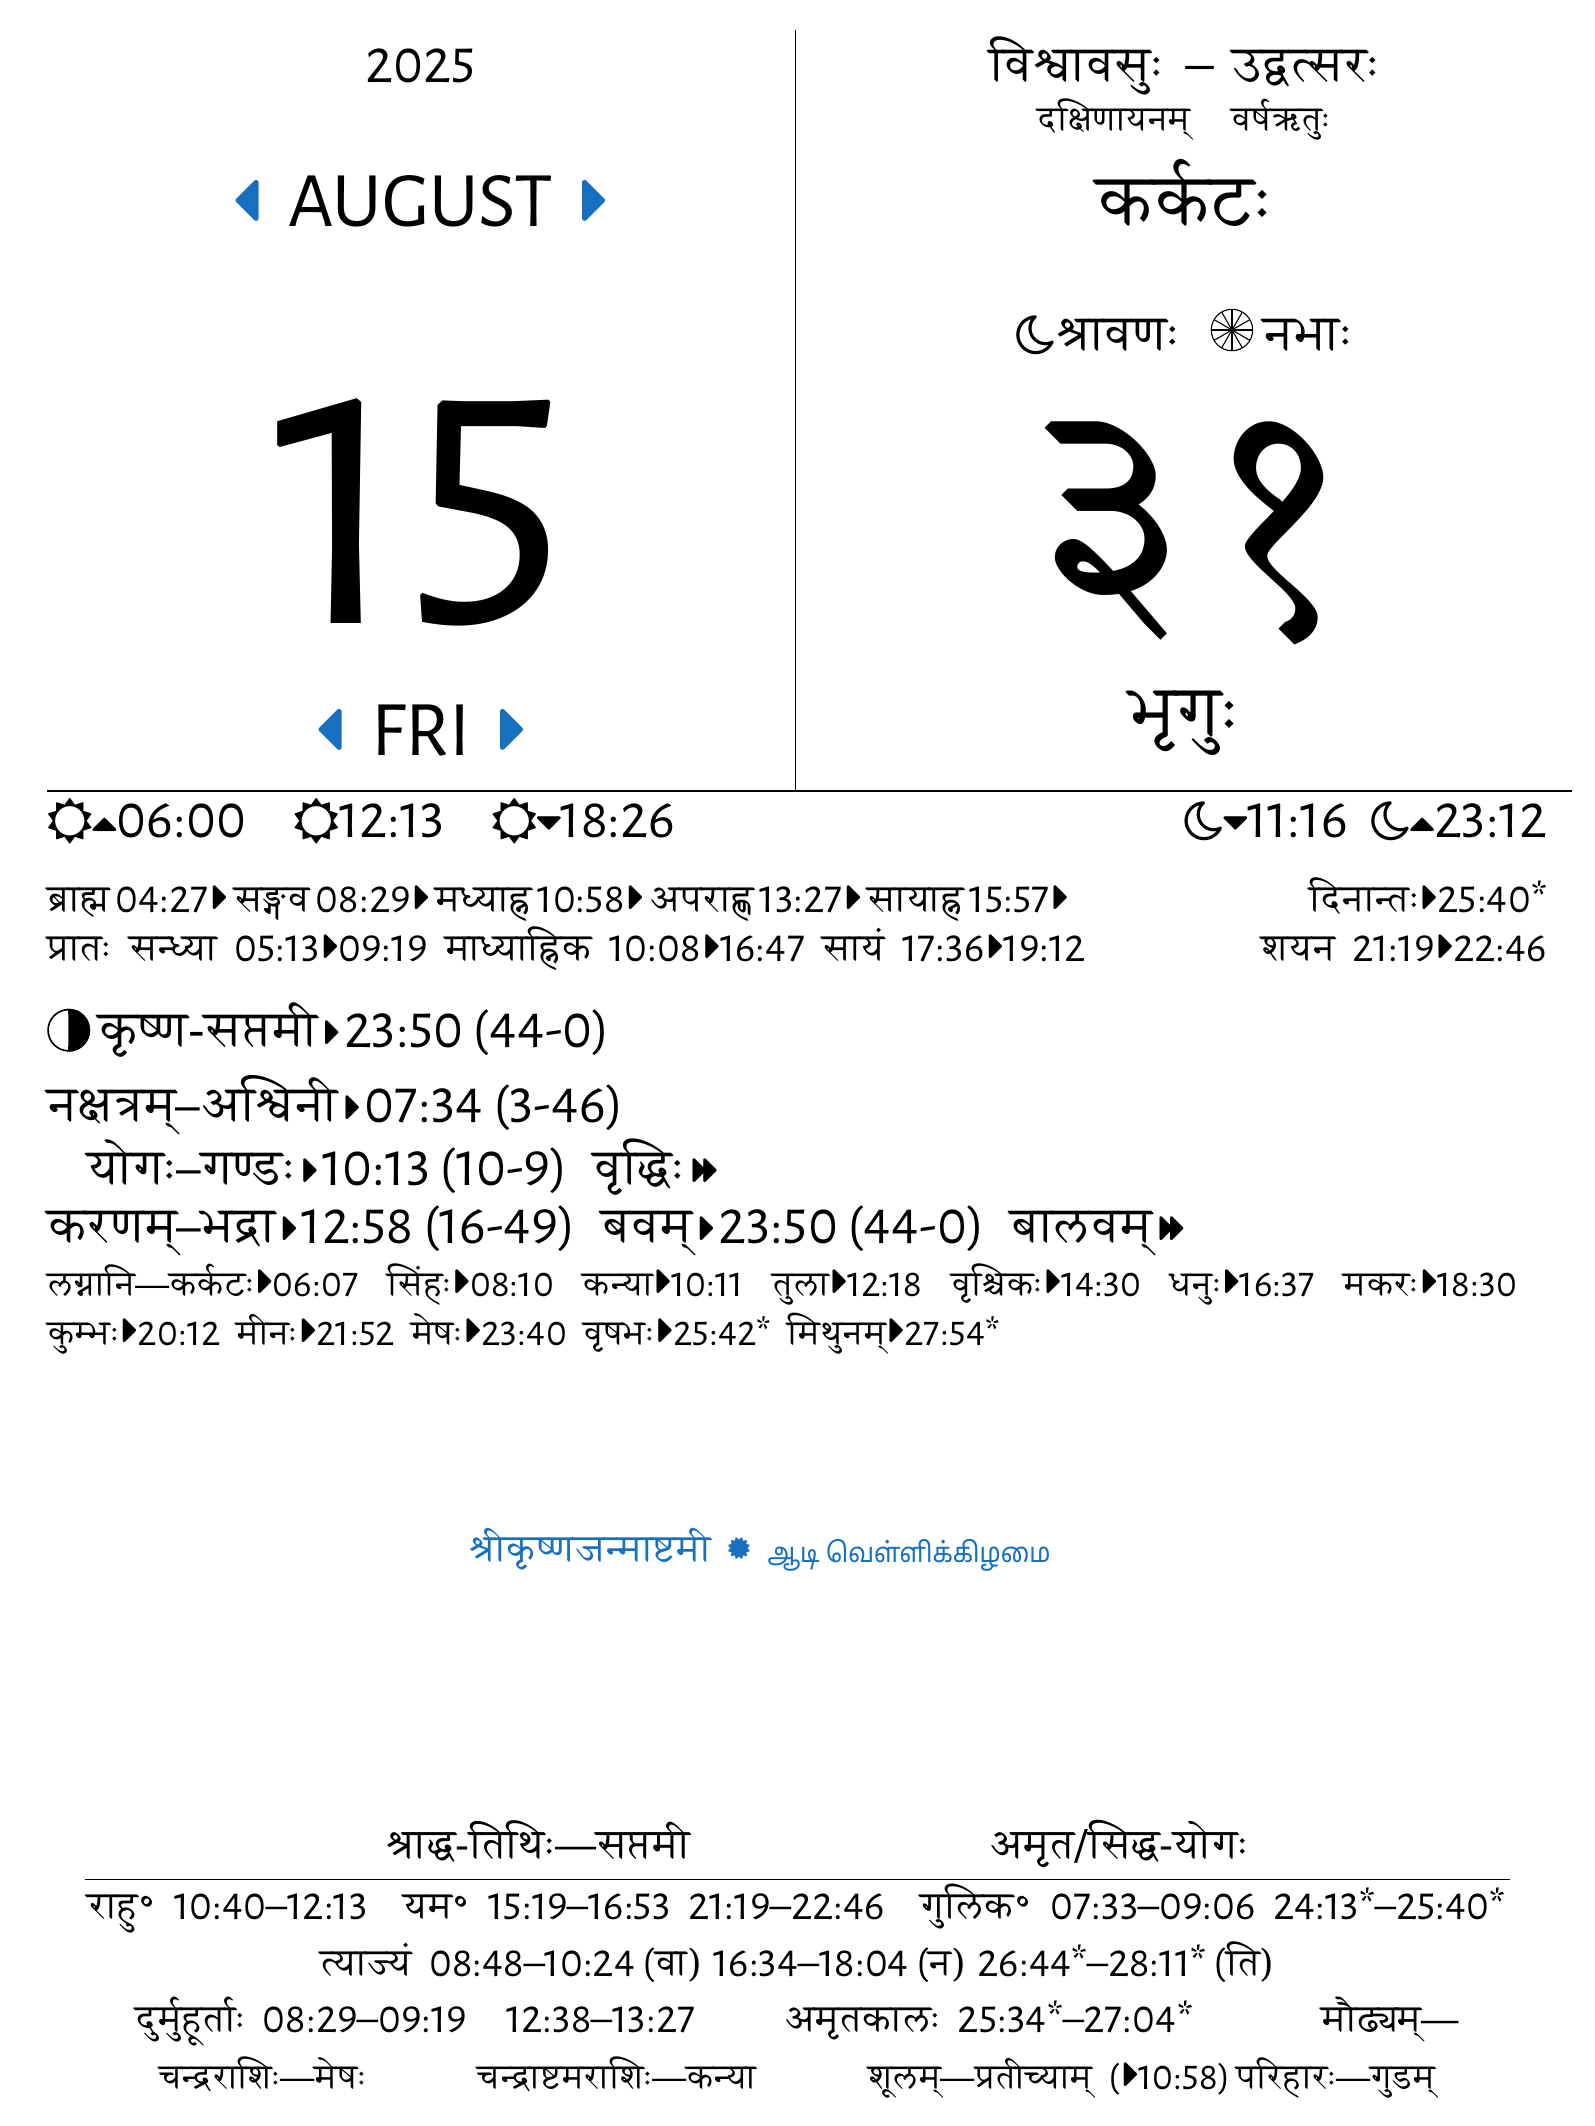 2025
AUGUST
15
FRI
विश्वावसुः – उद्वत्सरः
दक्षिणायनम् वर्षऋतुः
कर्कटः
श्रावणः नभाः
३१
भृगुः
06:00 12:13 18:26 11:16 23:12
ब्राह्म 04:27 सङ्गव 08:29 मध्याह्न 10:58 अपराह्ण 13:27 सायाह्न 15:57 दिनान्तः 25:40*
प्रातः सन्ध्या 05:13 09:19 माध्याह्निक 10:08 16:47 सायं 17:36 19:12 शयन 21:19 22:46
कृष्ण-सप्तमी 23:50 (44-0)
नक्षत्रम्–अश्विनी 07:34 (3-46)
योगः–गण्डः 10:13 (10-9) वृद्धिः
करणम्–भद्रा 12:58 (16-49) बवम् 23:50 (44-0) बालवम्
लग्नानि—कर्कटः 06:07 सिंहः 08:10 कन्या 10:11 तुला 12:18 वृश्चिकः 14:30 धनुः 16:37 मकरः 18:30
कुम्भः 20:12 मीनः 21:52 मेषः 23:40 वृषभः 25:42* मिथुनम् 27:54*
श्रीकृष्णजन्माष्टमी ஆடி வெள்ளிக்கிழமை
श्राद्ध-तिथिः—सप्तमी अमृत/सिद्ध-योगः
राहु° 10:40–12:13 यम° 15:19–16:53 21:19–22:46 गुलिक° 07:33–09:06 24:13*–25:40*
त्याज्यं 08:48–10:24 (वा) 16:34–18:04 (न) 26:44*–28:11* (ति)
दुर्मुहूर्ताः 08:29–09:19 12:38–13:27 अमृतकालः 25:34*–27:04* मौढ्यम्—
चन्द्रराशिः—मेषः चन्द्राष्टमराशिः—कन्या शूलम्—प्रतीच्याम् (10:58) परिहारः—गुडम्